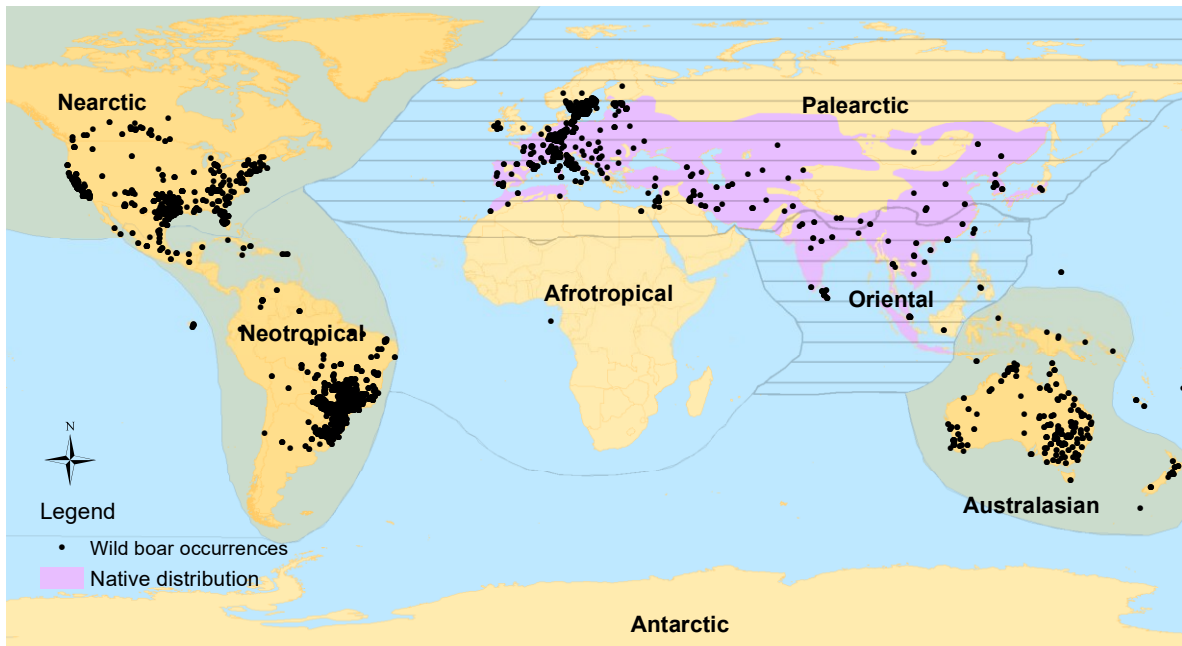 Nearctic
Palearctic
Afrotropical
Oriental
Neotropical
N
Legend
Wild boar occurrences
Native distribution
Australasian
Antarctic